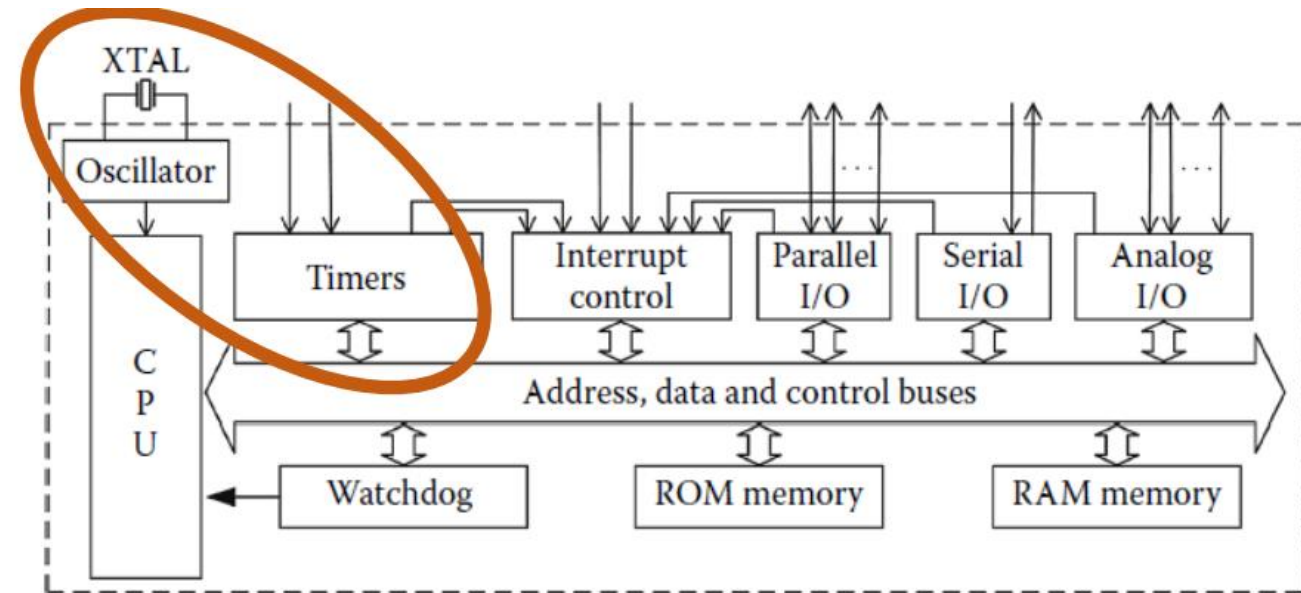 XTAL
Oscillator
Timers
Interrupt
control
Parallel
I/O
Serial
I/O
Analog
I/O
. . .
. . .
C
P
U
Address, data and control buses
Watchdog
ROM memory
RAM memory